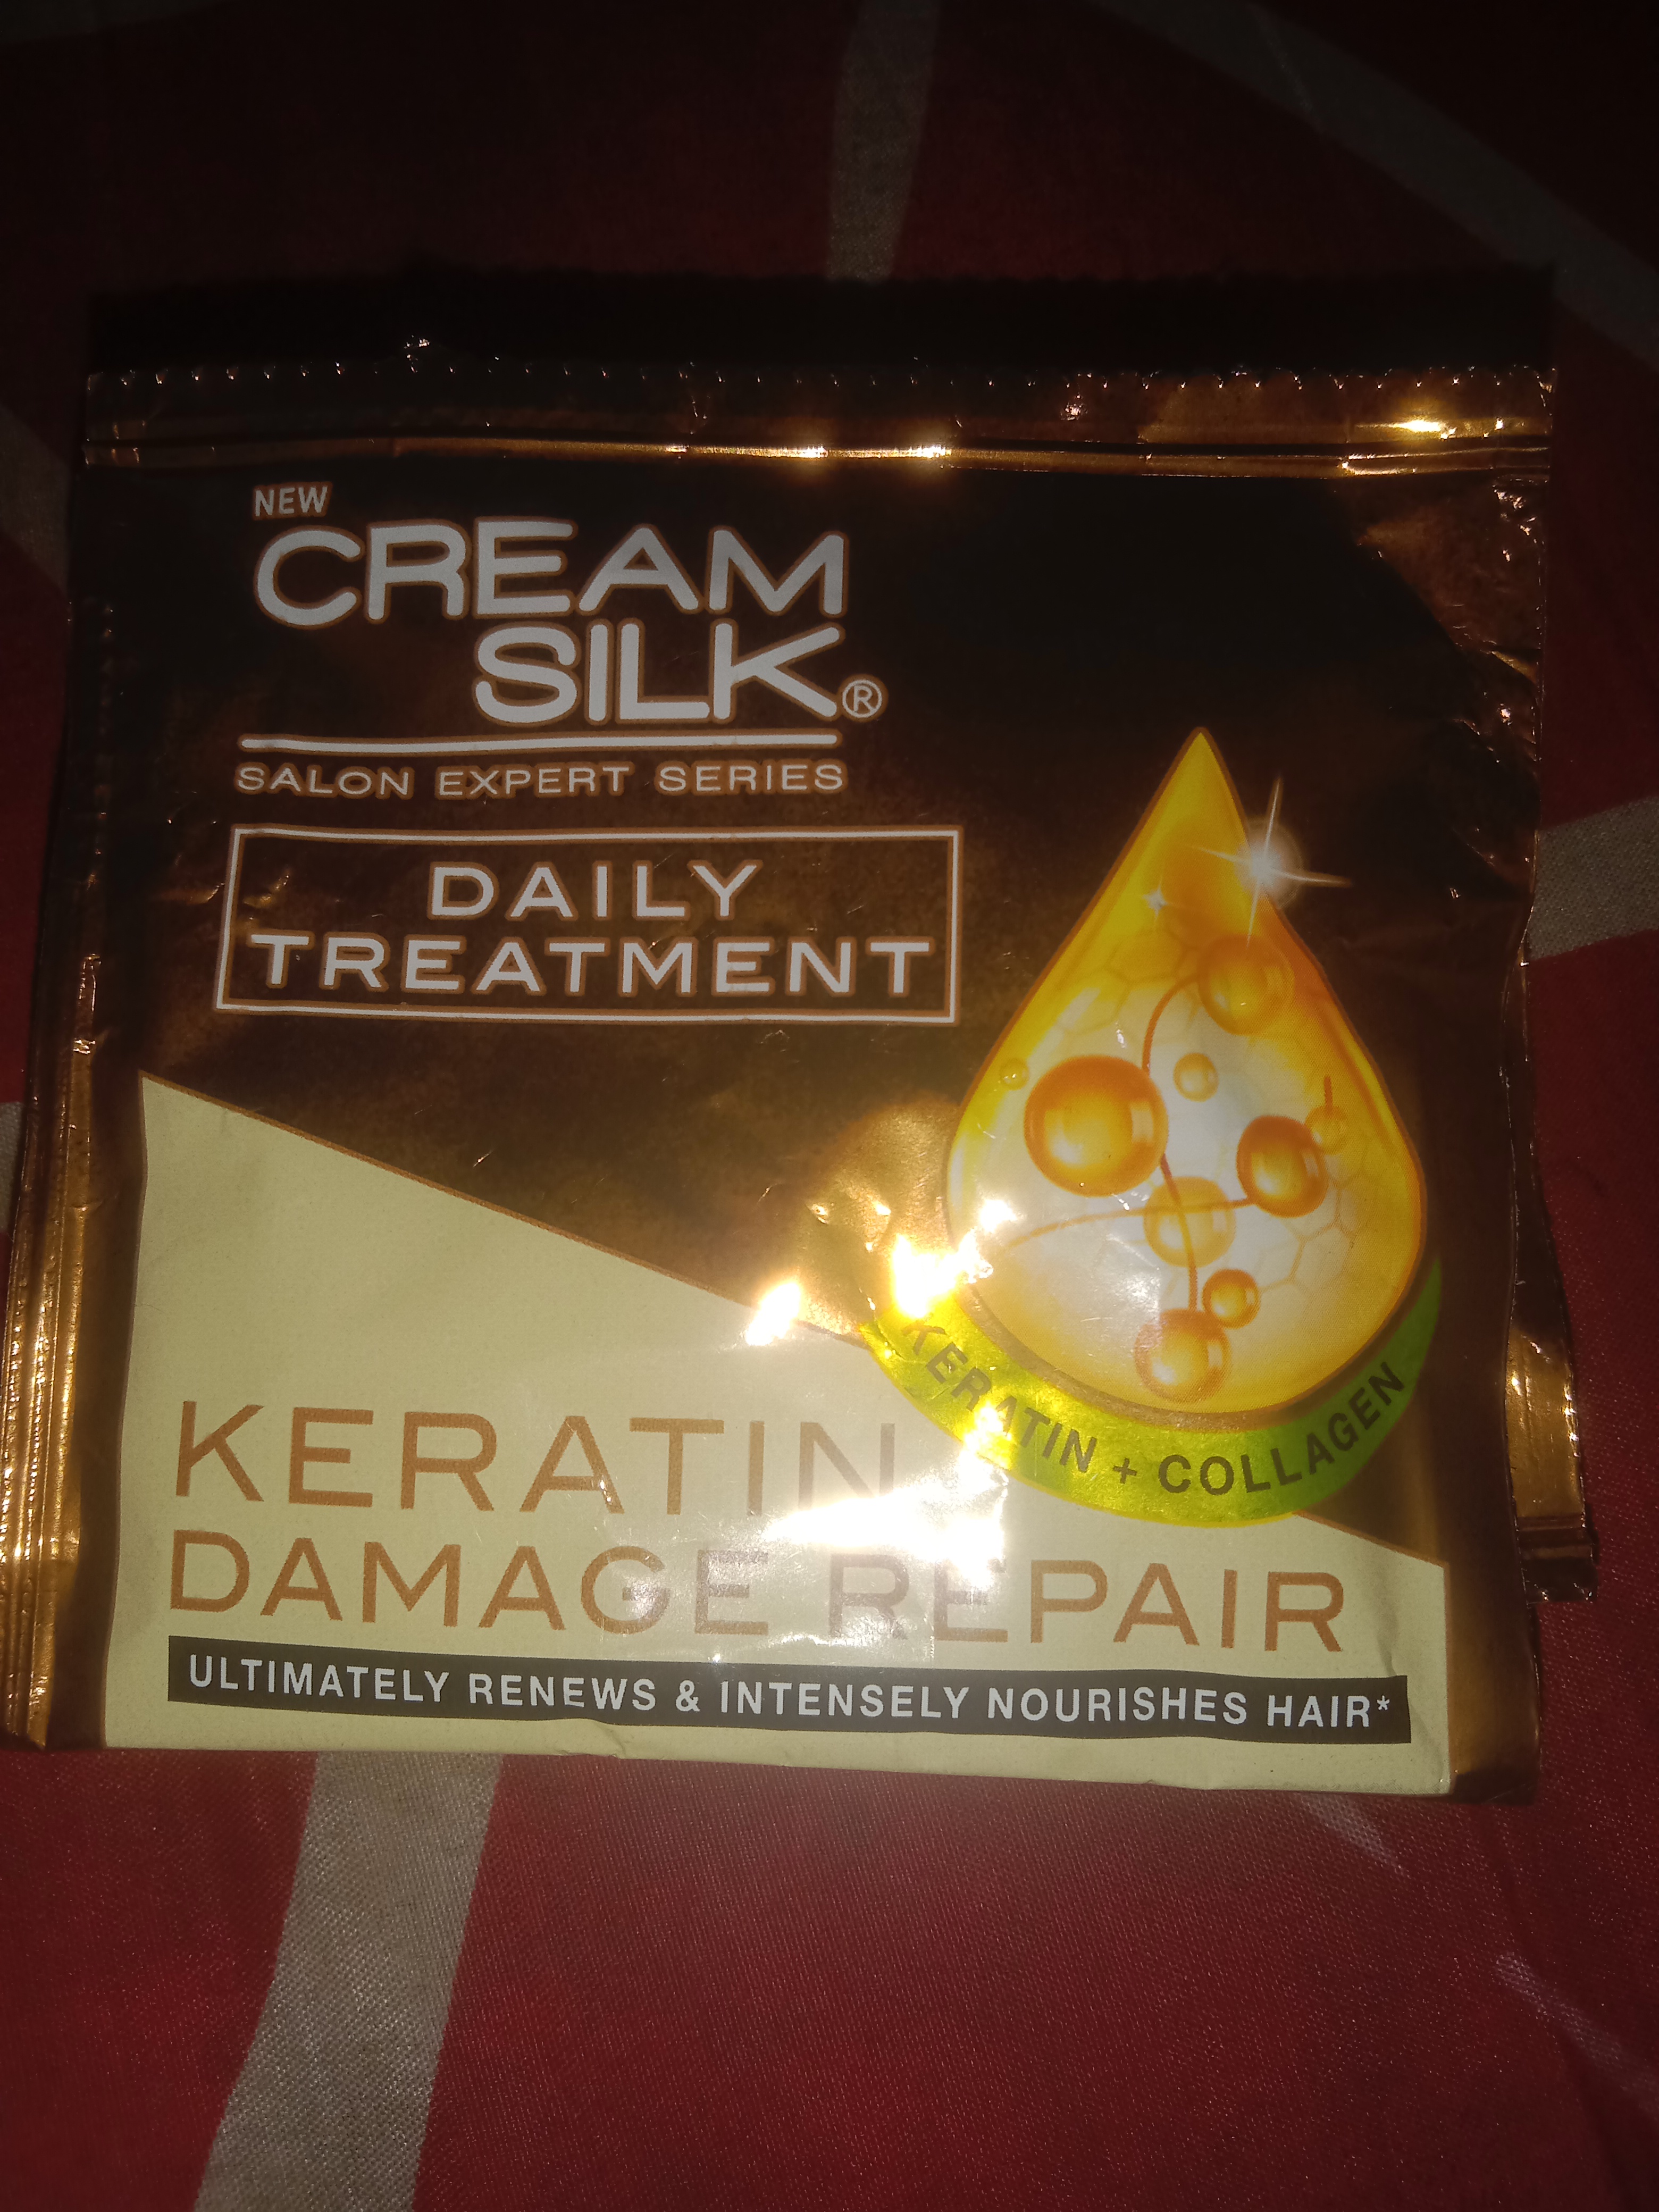 NEW
CREAM
SILK®
SALON EXPERT SERIES
DAILY
TREATMENT
KERATIN + COLLAGEN
KERATIN
DAMAGE REPAIR
ULTIMATELY RENEWS & INTENSELY NOURISHES HAIR*